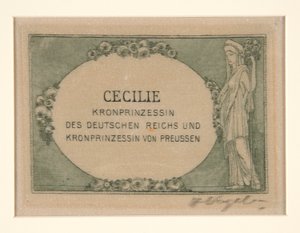 CECILIE
KRONPRINZESSIN
DES DEUTSCHEN REICHS UND
KRONPRINZESSIN VON PREUSSEN